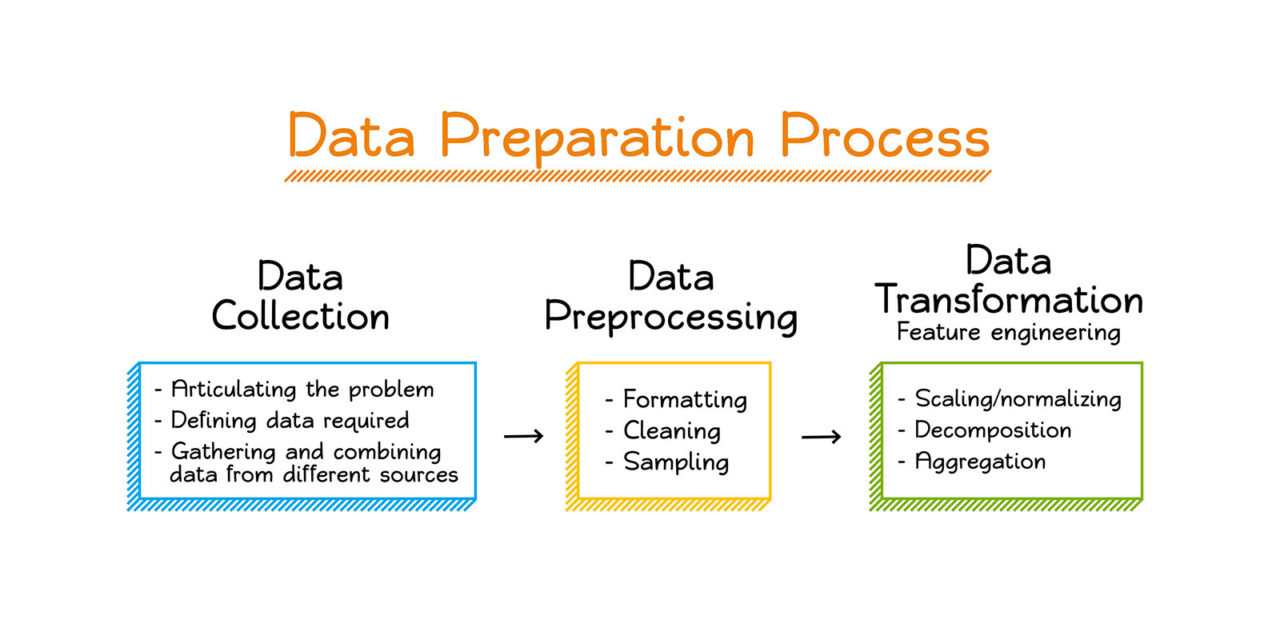 Data Preparation Process
Data
Collection
- Articulating the problem
- Defining data required
- Gathering and combining
data from different sources
Data
Preprocessing
- Formatting
- Cleaning
- Sampling
Data
Transformation
Feature engineering
- Scaling/normalizing
- Decomposition
- Aggregation